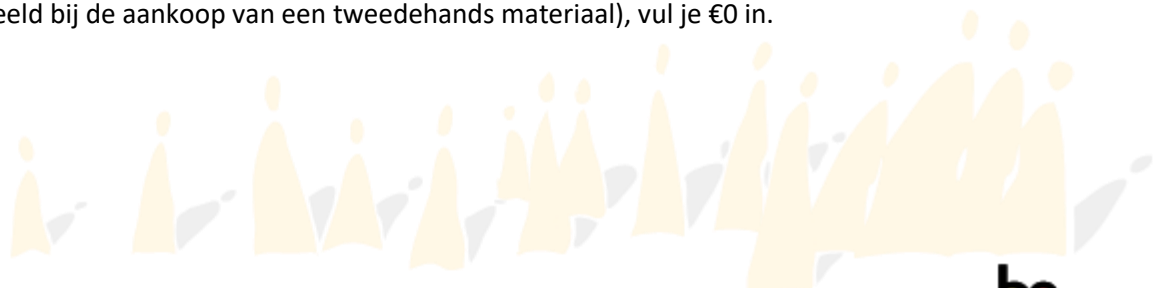 eeld bij de aankoop van een tweedehands materiaal), vul je €0 in.